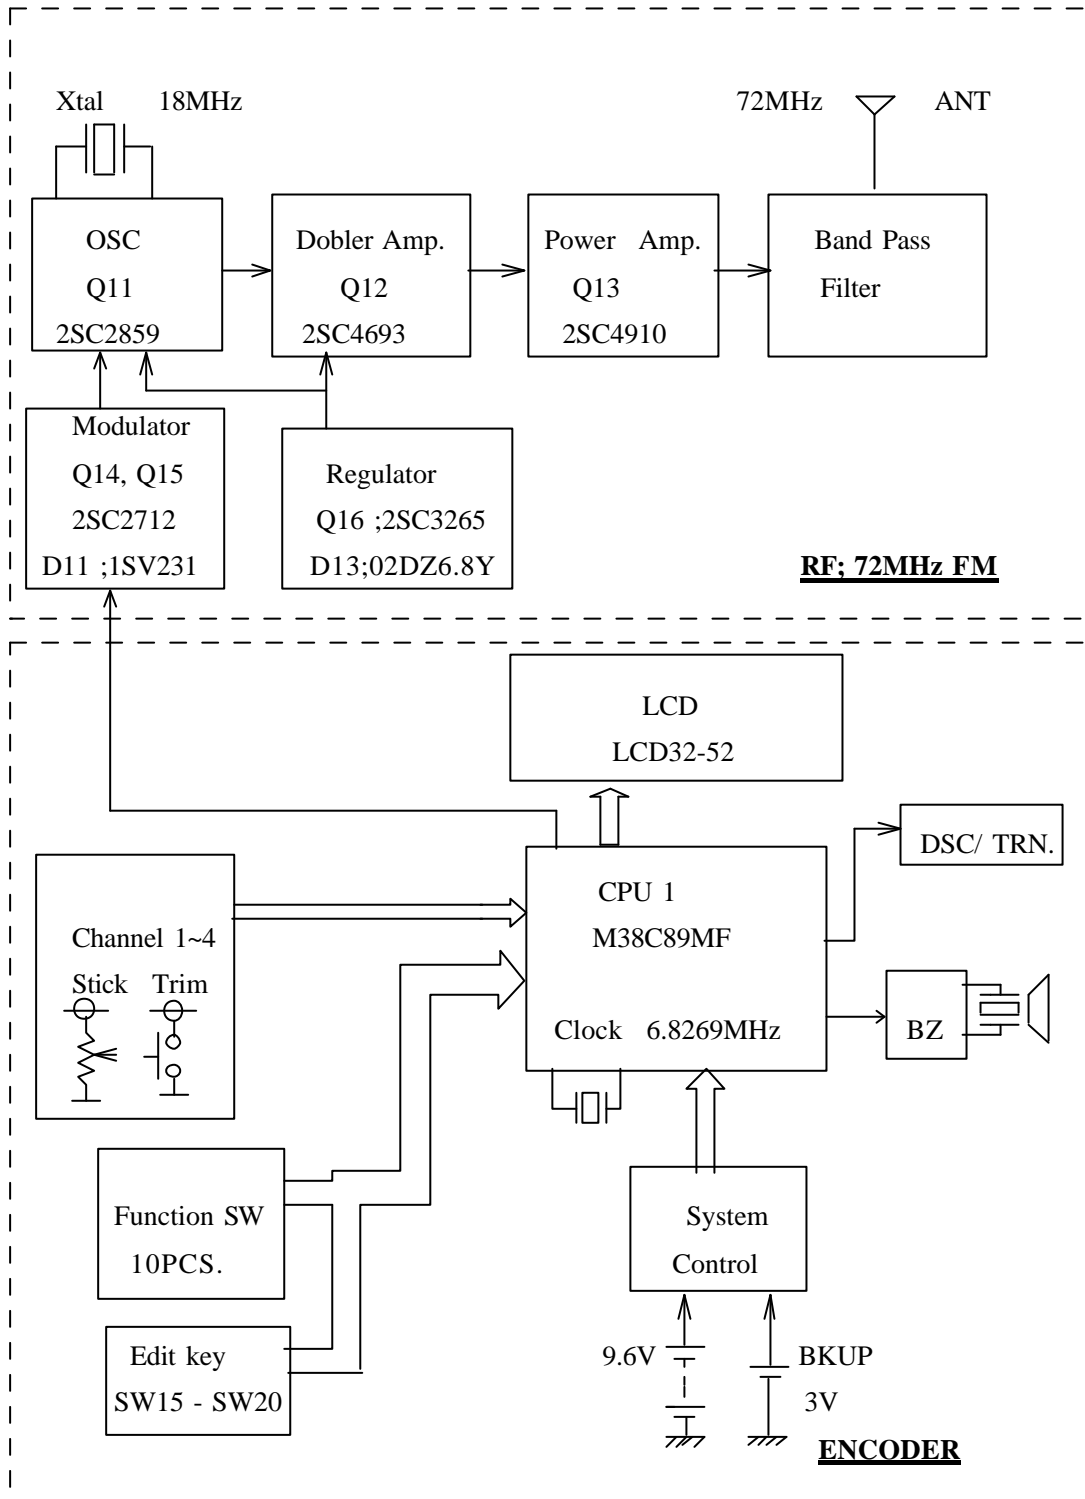 Xtal 18MHz
72MHz ANT
OSC
Q11
2SC2859
Dobler Amp.
Q12
2SC4693
Power Amp.
Q13
2SC4910
Band Pass
Filter
Modulator
Q14, Q15
2SC2712
D11 ;1SV231
Regulator
Q16 ;2SC3265
D13;02DZ6.8Y
RF; 72MHz FM
LCD
LCD32-52
DSC/ TRN.
CPU 1
M38C89MF
Clock 6.8269MHz
Channel 1~4
Stick Trim
BZ
Function SW
10PCS.
System
Control
Edit key
SW15 - SW20
9.6V
BKUP
3V
ENCODER